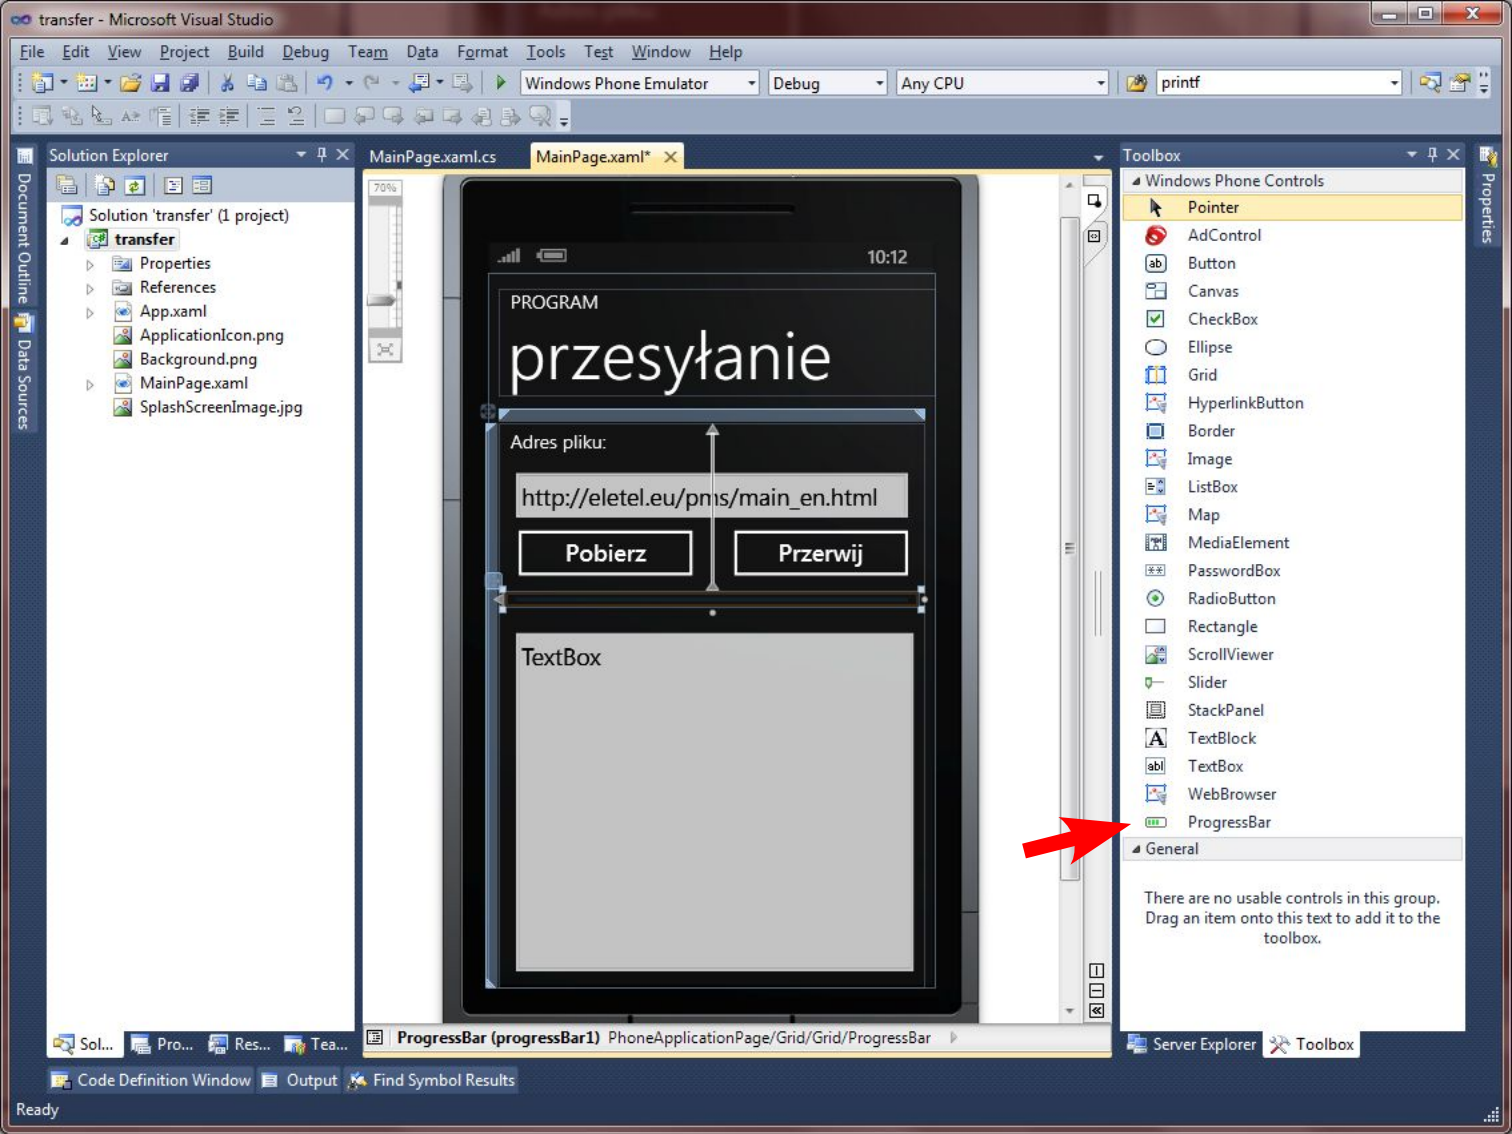 transfer - Microsoft Visual Studio
File Edit View Project Build Debug Team Data Format Tools Test Window Help
Windows Phone Emulator Debug Any CPU printf
Document Outline
Data Sources
Solution Explorer
Solution 'transfer' (1 project)
transfer
Properties
References
App.xaml
ApplicationIcon.png
Background.png
MainPage.xaml
SplashScreenImage.jpg
Sol... Pro... Res... Tea...
MainPage.xaml.cs MainPage.xaml*
70%
10:12
PROGRAM
przesyłanie
Adres pliku:
http://eletel.eu/pms/main_en.html
Pobierz Przerwij
TextBox
ProgressBar (progressBar1) PhoneApplicationPage/Grid/Grid/ProgressBar
Toolbox
Windows Phone Controls
Pointer
AdControl
Button
Canvas
CheckBox
Ellipse
Grid
HyperlinkButton
Border
Image
ListBox
Map
MediaElement
PasswordBox
RadioButton
Rectangle
ScrollViewer
Slider
StackPanel
TextBlock
TextBox
WebBrowser
ProgressBar
General
There are no usable controls in this group.
Drag an item onto this text to add it to the
toolbox.
Server Explorer Toolbox
Properties
Code Definition Window Output Find Symbol Results
Ready